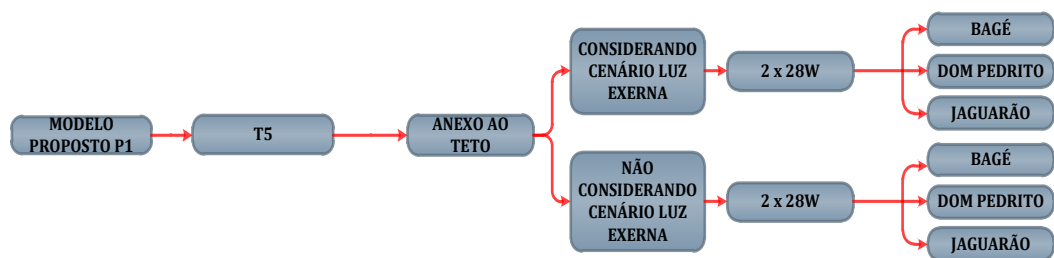 MODELO
PROPOSTO P1
T5
ANEXO AO
TETO
CONSIDERANDO
CENÁRIO LUZ
EXERNA
2 x 28W
BAGÉ
DOM PEDRITO
JAGUARÃO
NÃO
CONSIDERANDO
CENÁRIO LUZ
EXERNA
2 x 28W
BAGÉ
DOM PEDRITO
JAGUARÃO